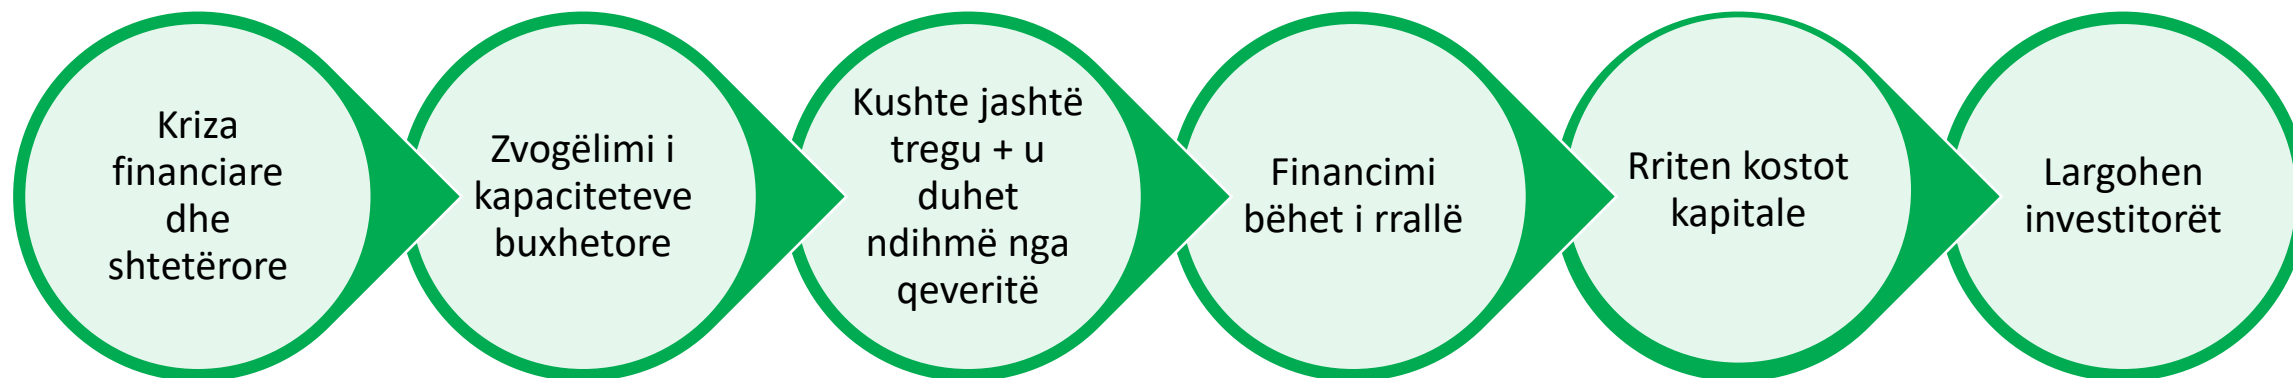 Kriza
financiare
dhe
shtetërore
Zvogëlimi i
kapaciteteve
buxhetore
Kushte jashtë
tregu + u
duhet
ndihmë nga
qeveritë
Financimi
bëhet i rrallë
Rriten kostot
kapitale
Largohen
investitorët